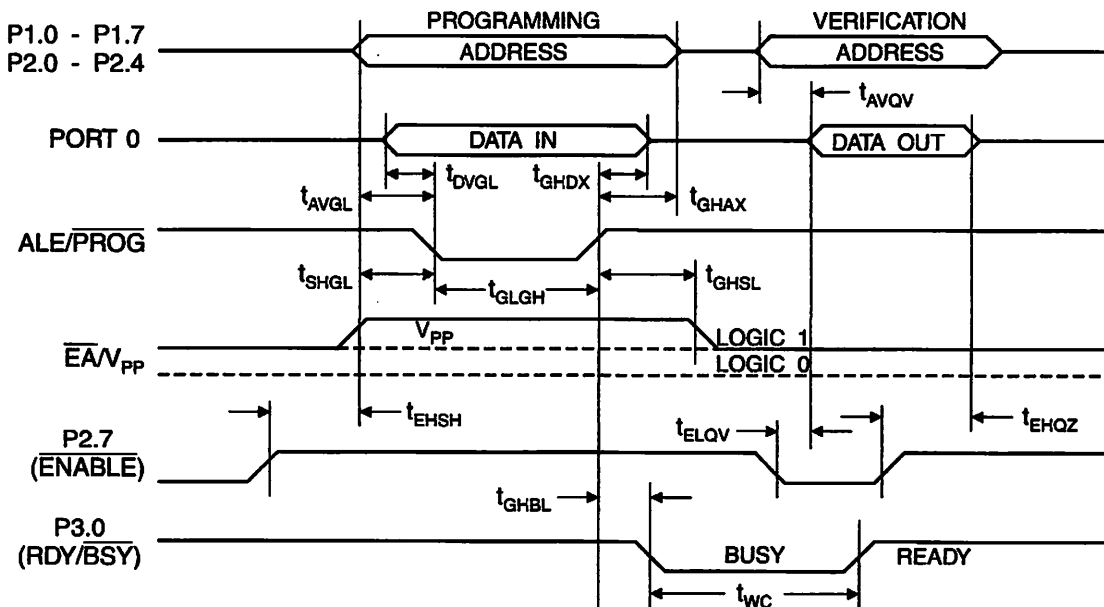 PROGRAMMING VERIFICATION
P1.0 - P1.7
P2.0 - P2.4
ADDRESS ADDRESS
tAVQV
PORT 0 DATA IN DATA OUT
tDVGL tGHDX
tAVGL tGHAX
ALE/PROG
tSHGL tGLGH tGHSL
VPP LOGIC 1
EA/VPP
LOGIC 0
tEHSH tELQV tEHQZ
P2.7
(ENABLE)
tGHBL
P3.0
(RDY/BSY)
BUSY READY
tWC